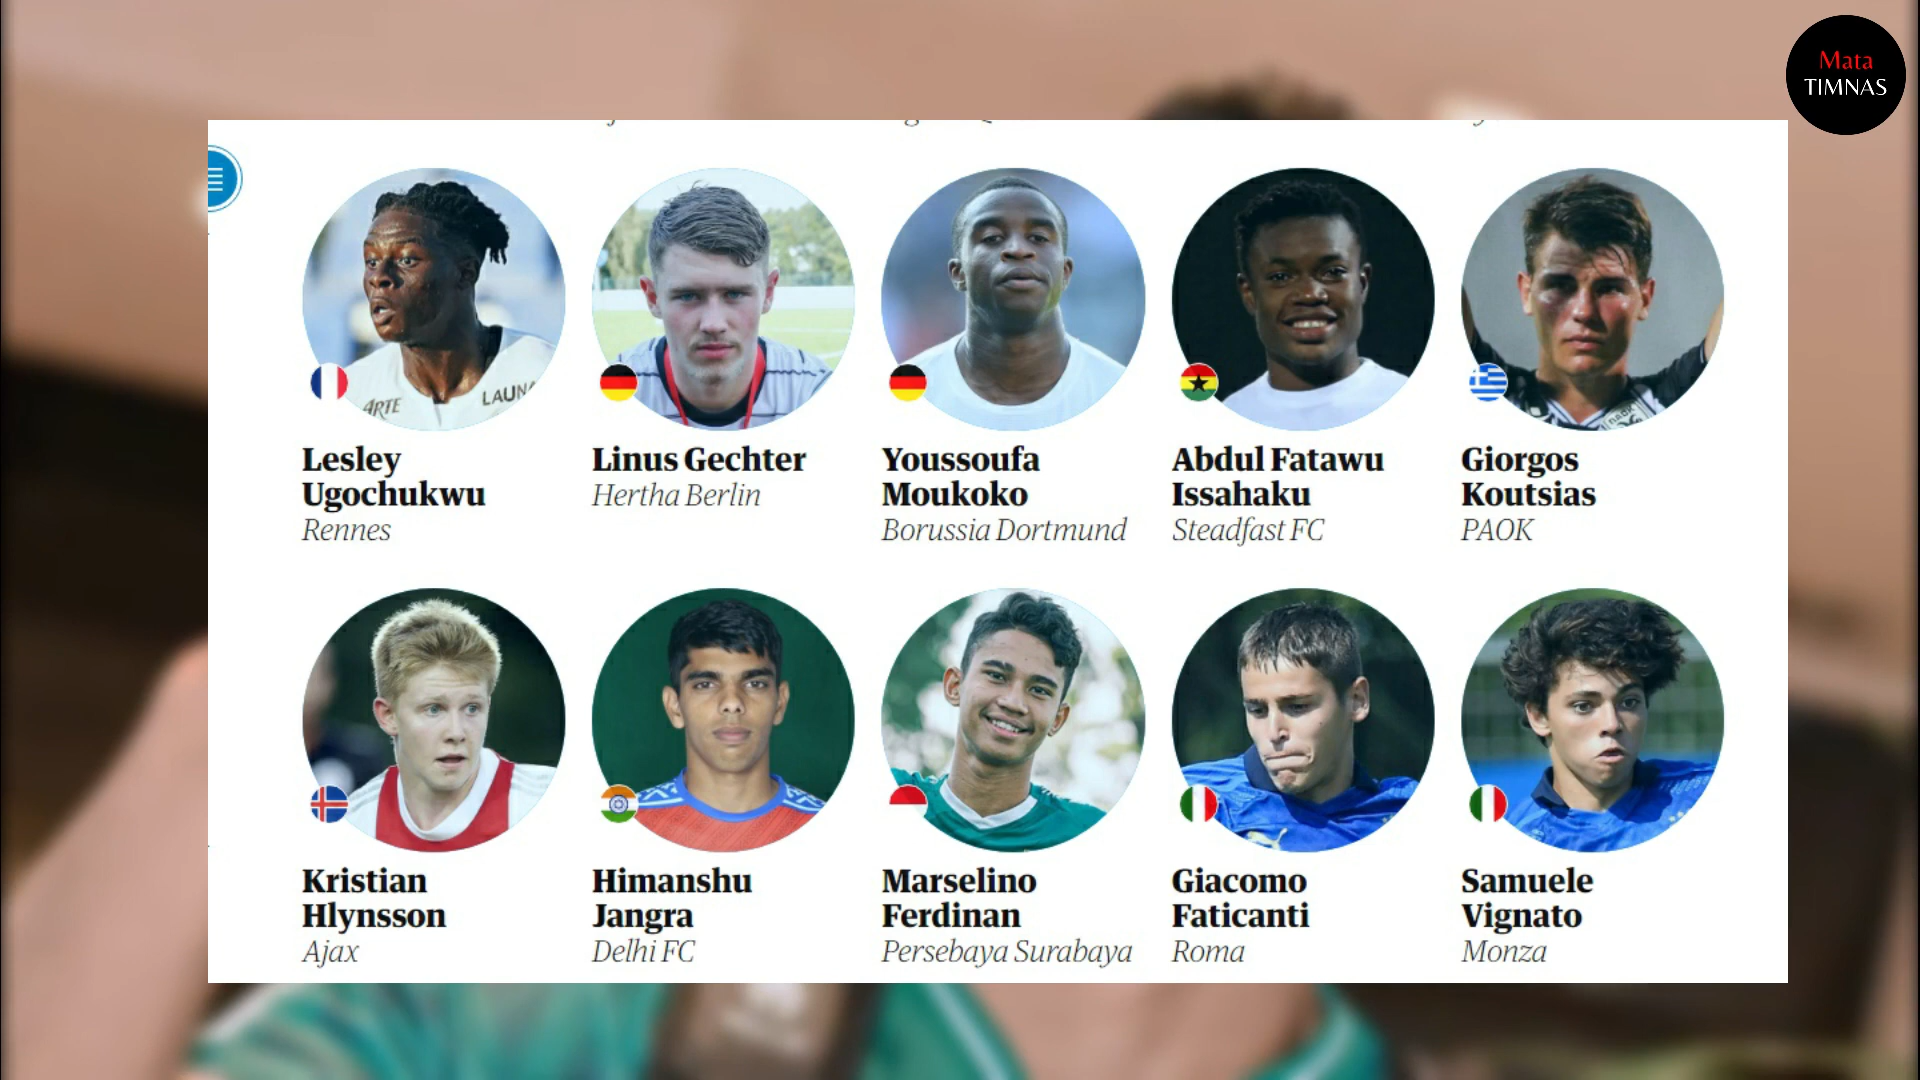 Mata
TIMNAS
ARTE
LAUNA
Lesley
Ugochukwu
Rennes
Linus Gechter
Hertha Berlin
Youssoufa
Moukoko
Borussia Dortmund
Abdul Fatawu
Issahaku
Steadfast FC
Giorgos
Koutsias
PAOK
Kristian
Hlynsson
Ajax
Himanshu
Jangra
Delhi FC
Marselino
Ferdinan
Persebaya Surabaya
Giacomo
Faticanti
Roma
Samuele
Vignato
Monza